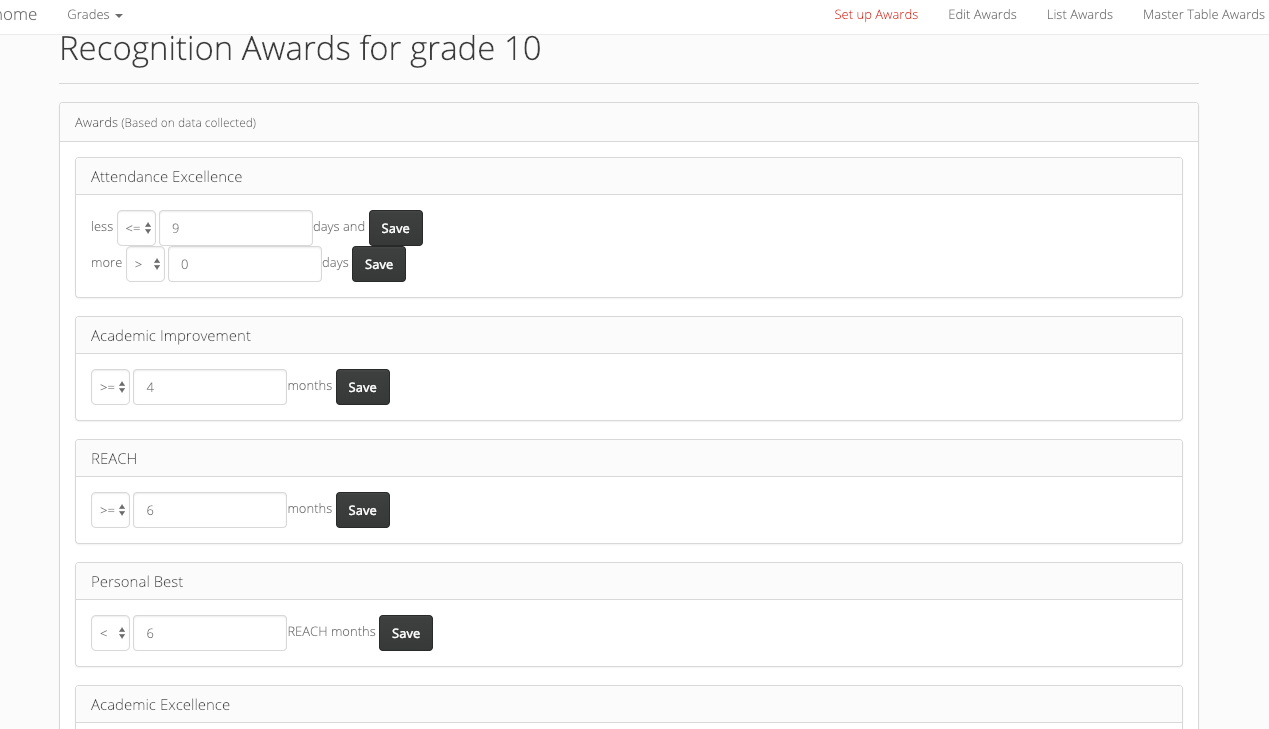 home Grades Set up Awards Edit Awards List Awards Master Table Awards
Recognition Awards for grade 10
Awards (Based on data collected)
Attendance Excellence
less <= 9 days and Save
more > 0 days Save
Academic Improvement
>= 4 months Save
REACH
>= 6 months Save
Personal Best
< 6 REACH months Save
Academic Excellence